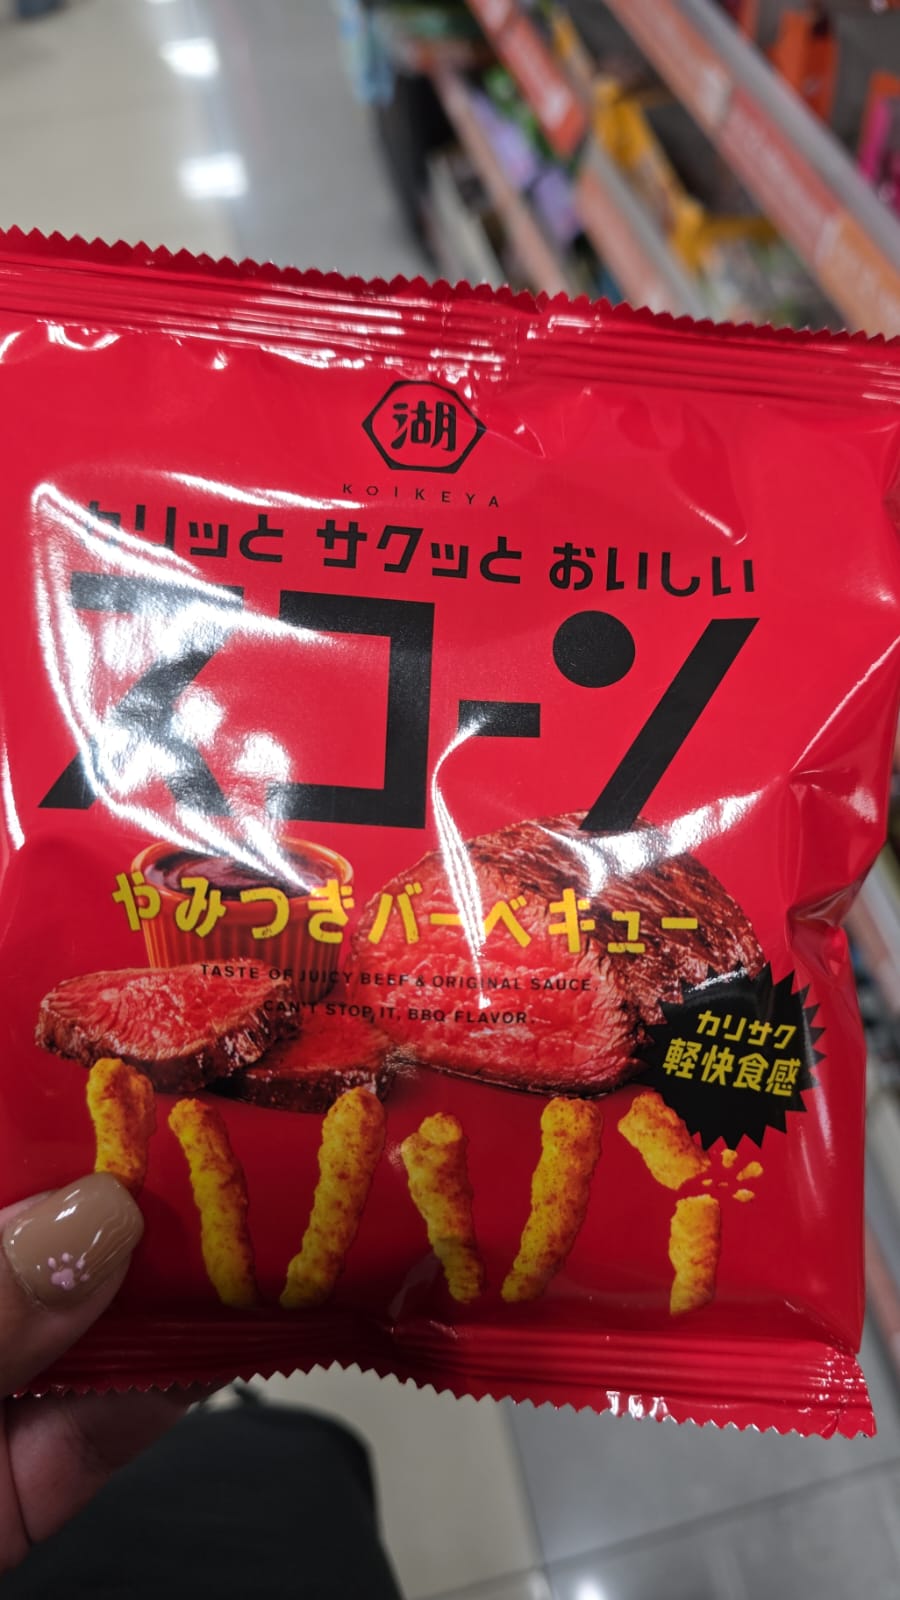 湖
KOIKEYA
カリッと サクッと おいしい
スコーン
やみつきバーベキュー
TASTE OF JUICY BEEF & ORIGINAL SAUCE.
CAN'T STOP IT, BBQ FLAVOR.
カリサク
軽快食感